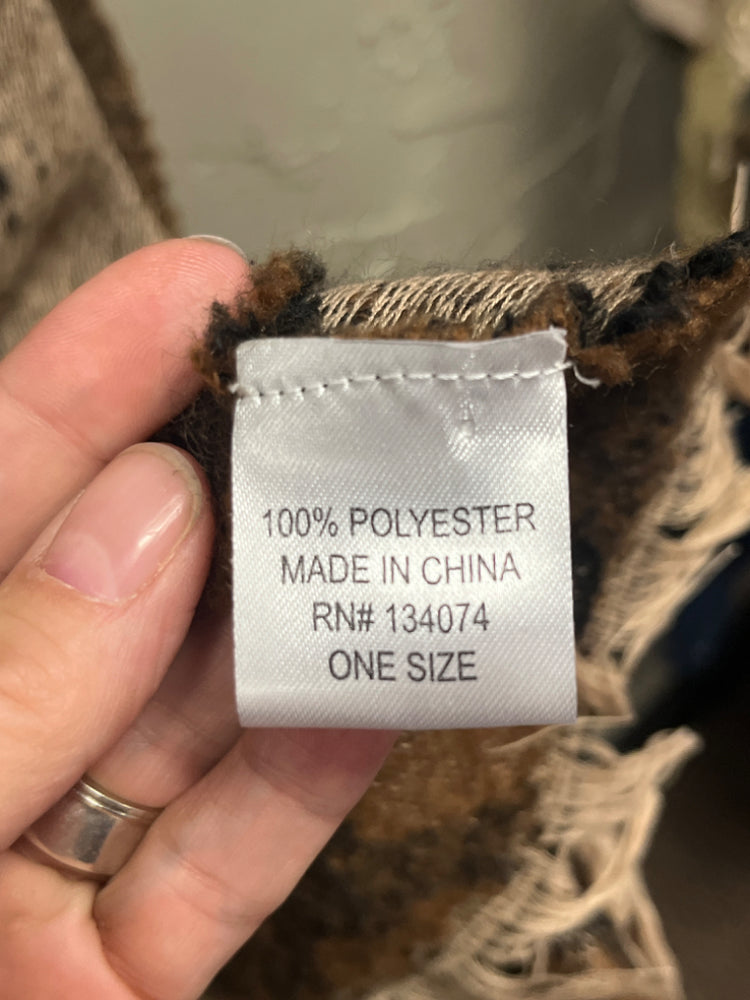 100% POLYESTER
MADE IN CHINA
RN# 134074
ONE SIZE